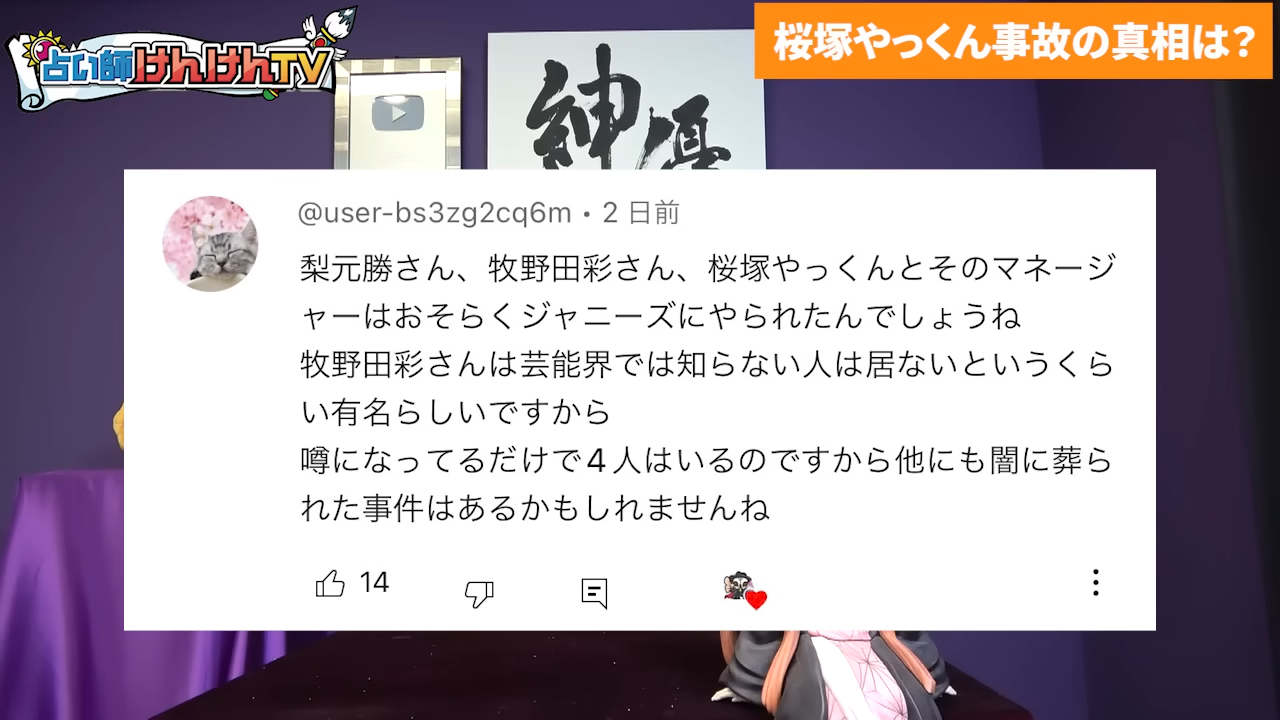 占い師けんけんTV
桜塚やっくん事故の真相は？
神優
@user-bs3zg2cq6m • 2 日前
梨元勝さん、牧野田彩さん、桜塚やっくんとそのマネージ
ャーはおそらくジャニーズにやられたんでしょうね
牧野田彩さんは芸能界では知らない人は居ないというくら
い有名らしいですから
噂になってるだけで４人はいるのですから他にも闇に葬ら
れた事件はあるかもしれませんね
14